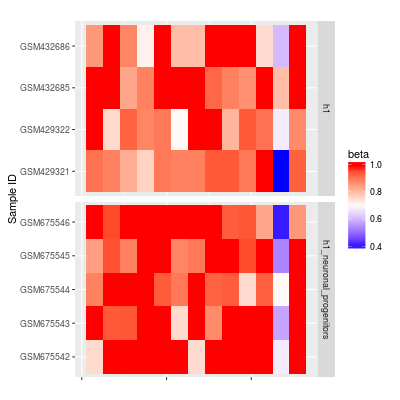 GSM432686
GSM432685
GSM429322
GSM429321
h1
GSM675546
GSM675545
GSM675544
GSM675543
GSM675542
h1_neuronal_progenitors
Sample ID
beta
1.0
0.8
0.6
0.4